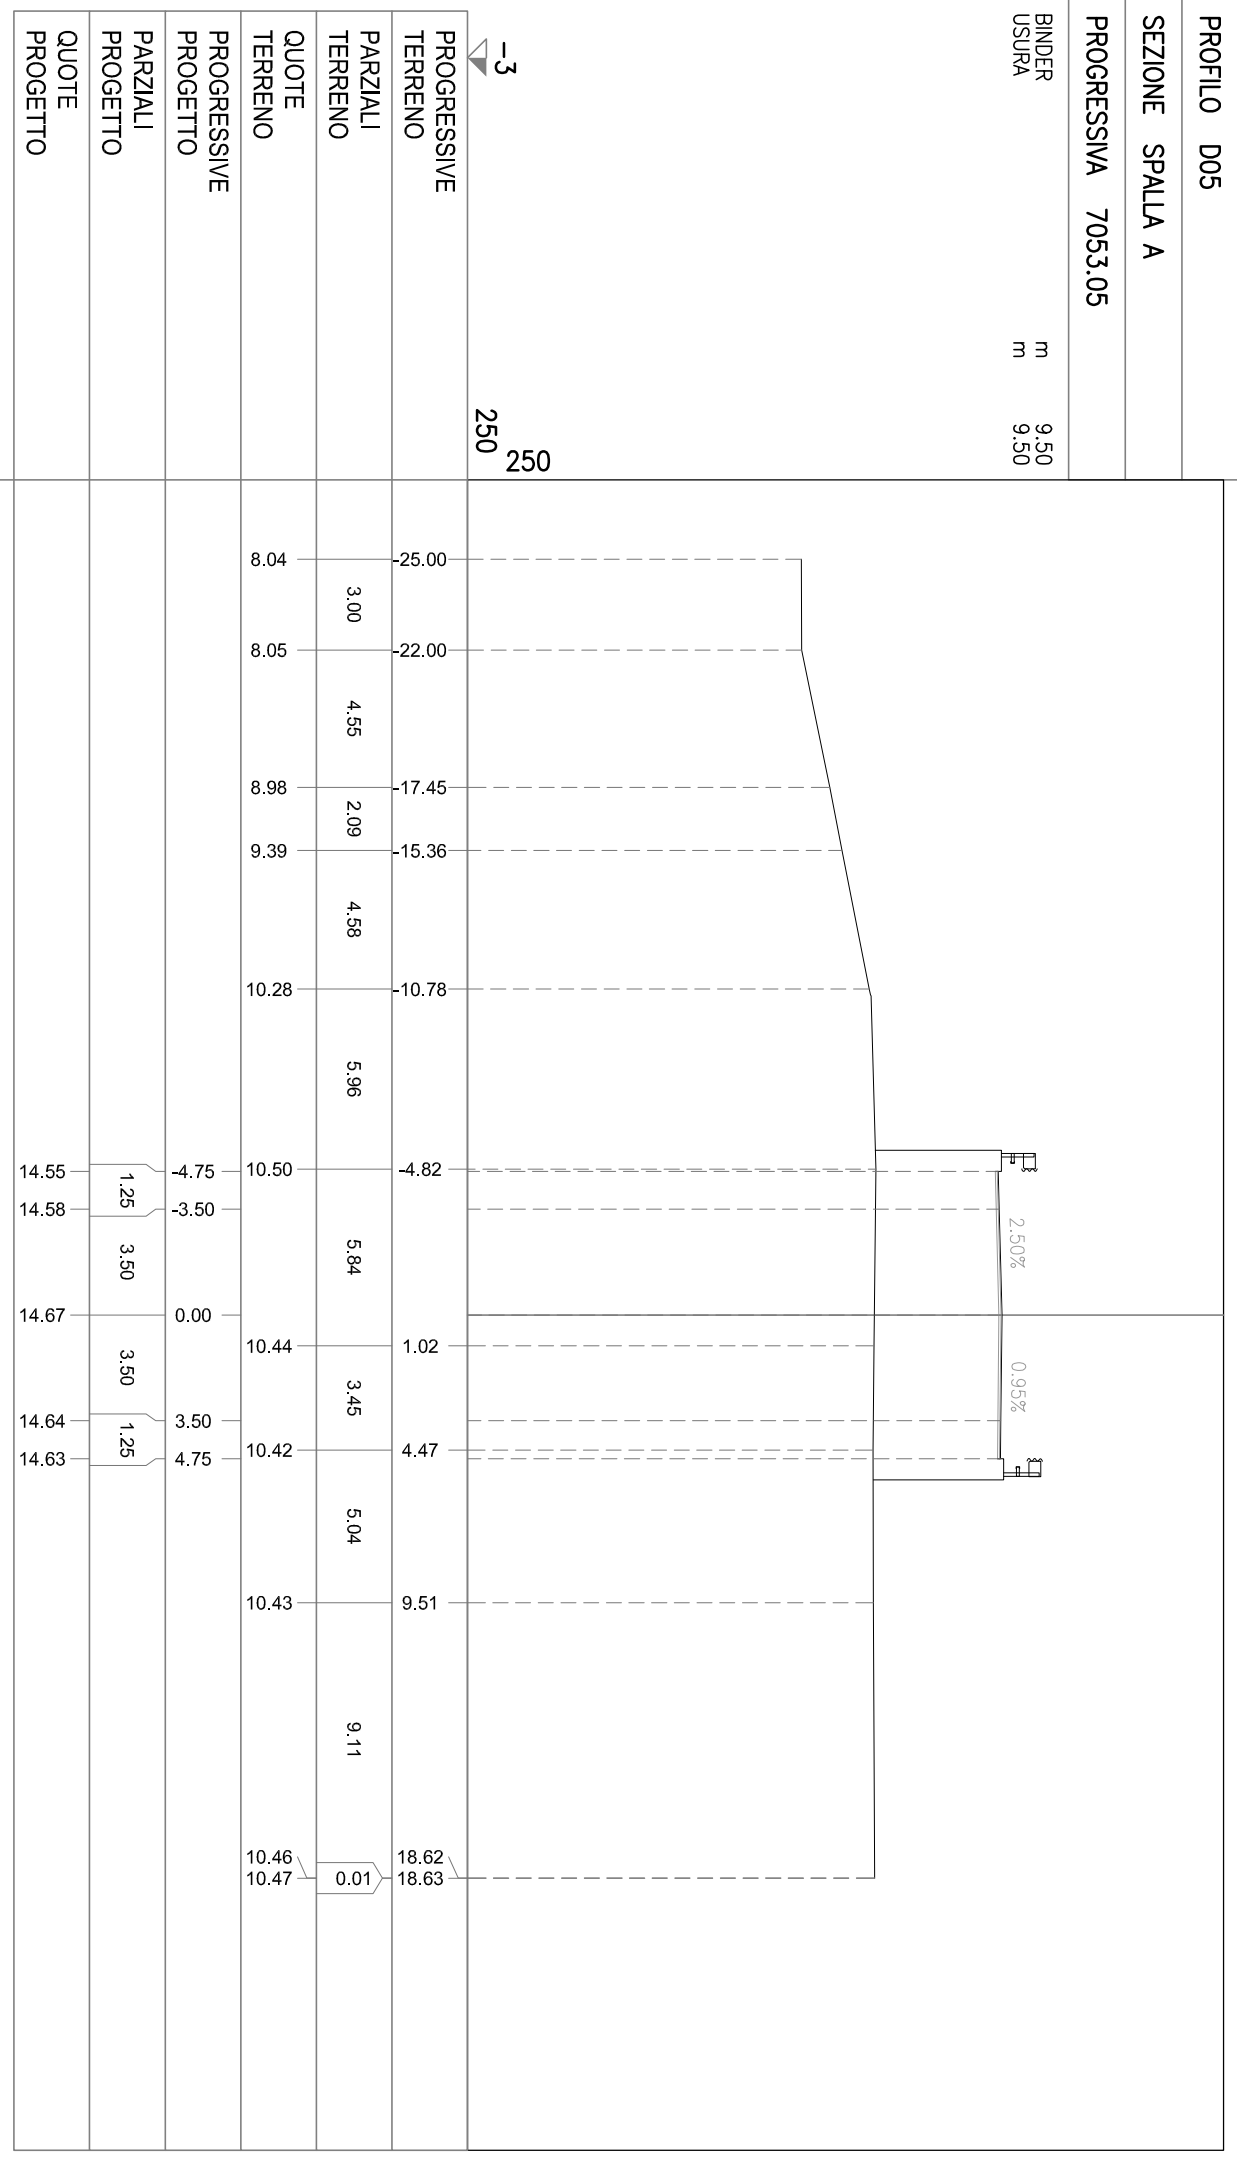 PROFILO D05
SEZIONE SPALLA A
PROGRESSIVA 7053.05
BINDER m 9.50
USURA m 9.50
2.50%
0.95%
-3
250
250
PROGRESSIVE TERRENO
-25.00 -22.00 -17.45 -15.36 -10.78 -4.82 1.02 4.47 9.51 18.62 18.63
PARZIALI TERRENO
3.00 4.55 2.09 4.58 5.96 5.84 3.45 5.04 9.11 0.01
QUOTE TERRENO
8.04 8.05 8.98 9.39 10.28 10.50 10.44 10.42 10.43 10.46 10.47
PROGRESSIVE PROGETTO
-4.75 -3.50 0.00 3.50 4.75
PARZIALI PROGETTO
1.25 3.50 3.50 1.25
QUOTE PROGETTO
14.55 14.58 14.67 14.64 14.63